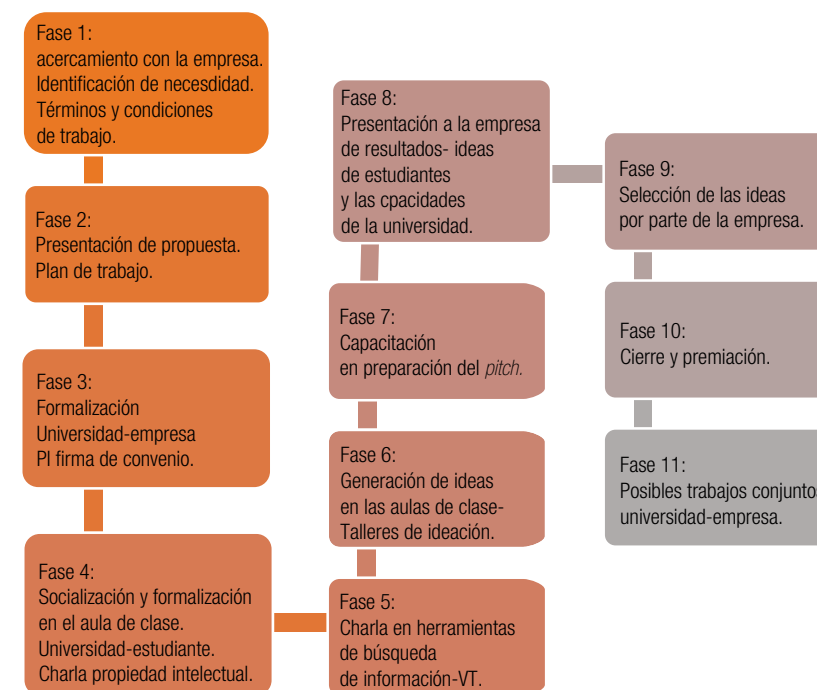 Fase 1:
acercamiento con la empresa.
Identificación de necesdidad.
Términos y condiciones
de trabajo.
Fase 2:
Presentación de propuesta.
Plan de trabajo.
Fase 3:
Formalización
Universidad-empresa
PI firma de convenio.
Fase 4:
Socialización y formalización
en el aula de clase.
Universidad-estudiante.
Charla propiedad intelectual.
Fase 5:
Charla en herramientas
de búsqueda
de información-VT.
Fase 6:
Generación de ideas
en las aulas de clase-
Talleres de ideación.
Fase 7:
Capacitación
en preparación del pitch.
Fase 8:
Presentación a la empresa
de resultados- ideas
de estudiantes
y las cpacidades
de la universidad.
Fase 9:
Selección de las ideas
por parte de la empresa.
Fase 10:
Cierre y premiación.
Fase 11:
Posibles trabajos conjuntos
universidad-empresa.